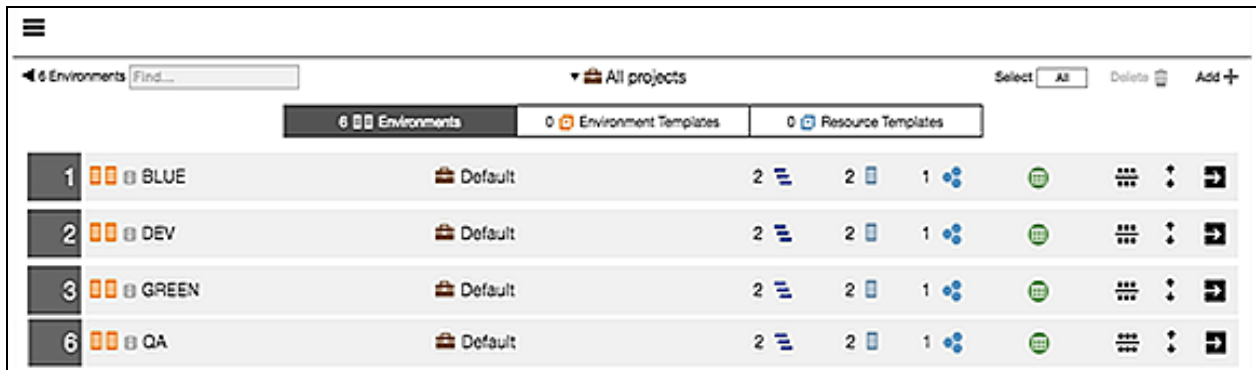 6 Environments Find... All projects Select All Delete Add
6 Environments 0 Environment Templates 0 Resource Templates
1 BLUE Default 2 2 1
2 DEV Default 2 2 1
3 GREEN Default 2 2 1
6 QA Default 2 2 1